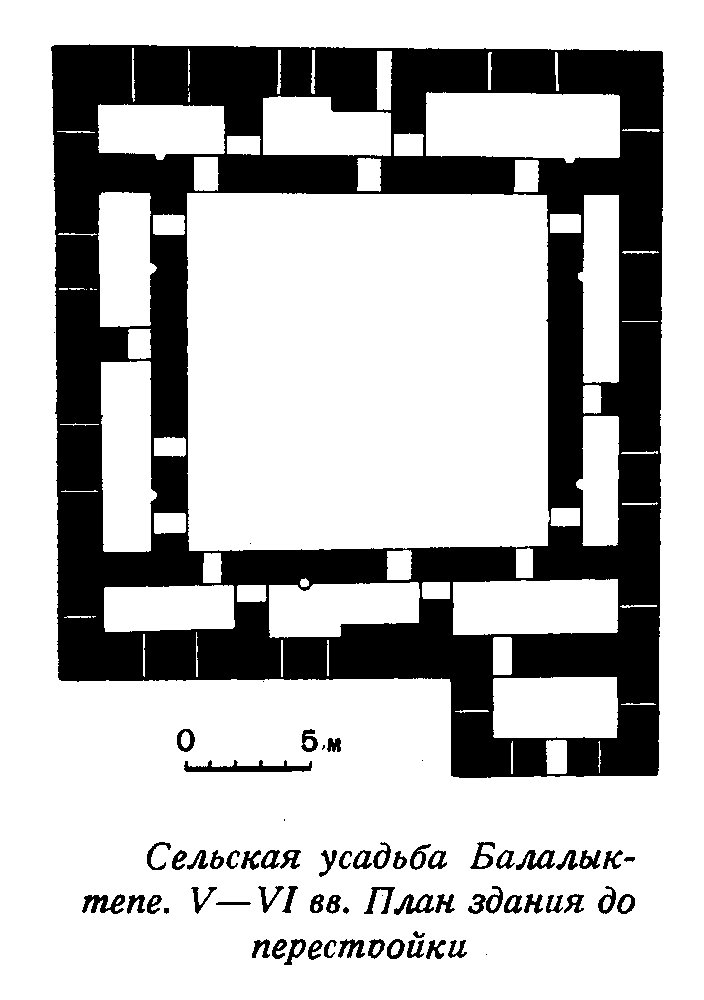 0 5 м
Сельская усадьба Балалык-
тепе. V—VI вв. План здания до
перестройки